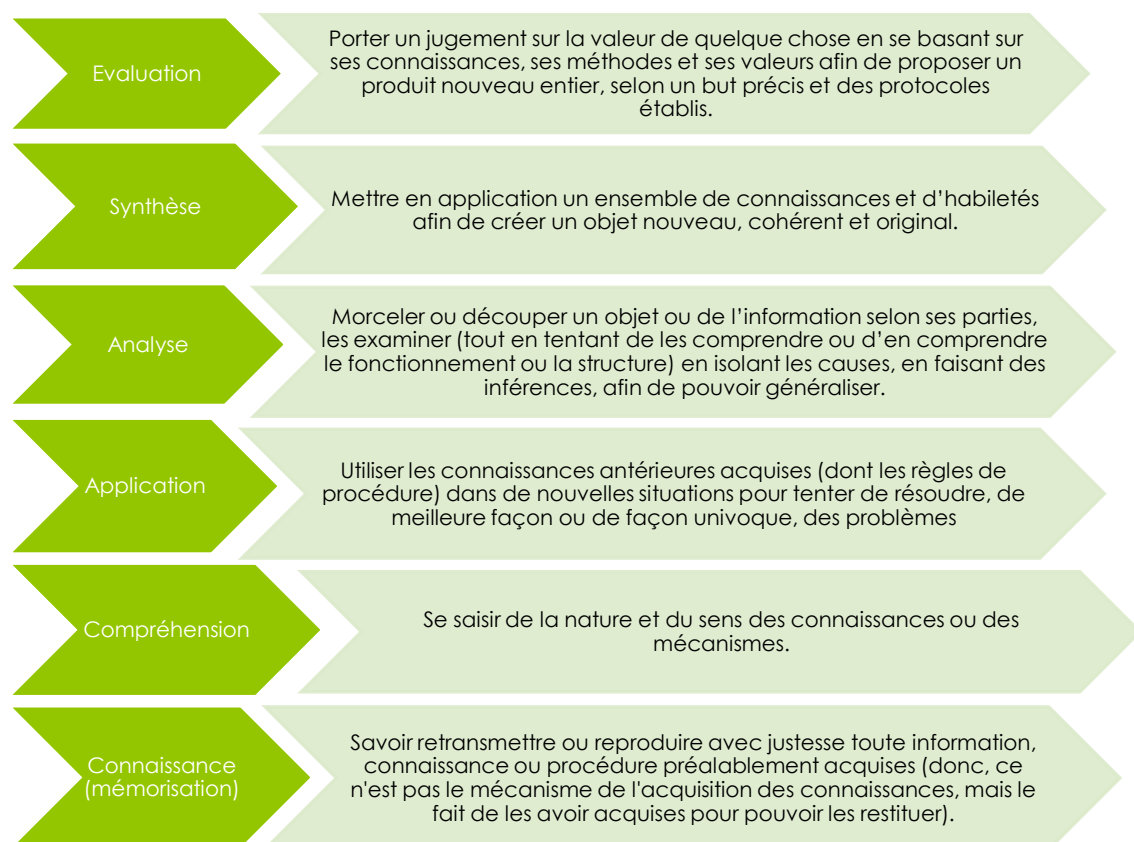 Evaluation
Porter un jugement sur la valeur de quelque chose en se basant sur
ses connaissances, ses méthodes et ses valeurs afin de proposer un
produit nouveau entier, selon un but précis et des protocoles
établis.
Synthèse
Mettre en application un ensemble de connaissances et d’habiletés
afin de créer un objet nouveau, cohérent et original.
Analyse
Morceler ou découper un objet ou de l’information selon ses parties,
les examiner (tout en tentant de les comprendre ou d’en comprendre
le fonctionnement ou la structure) en isolant les causes, en faisant des
inférences, afin de pouvoir généraliser.
Application
Utiliser les connaissances antérieures acquises (dont les règles de
procédure) dans de nouvelles situations pour tenter de résoudre, de
meilleure façon ou de façon univoque, des problèmes
Compréhension
Se saisir de la nature et du sens des connaissances ou des
mécanismes.
Connaissance
(mémorisation)
Savoir retransmettre ou reproduire avec justesse toute information,
connaissance ou procédure préalablement acquises (donc, ce
n'est pas le mécanisme de l'acquisition des connaissances, mais le
fait de les avoir acquises pour pouvoir les restituer).